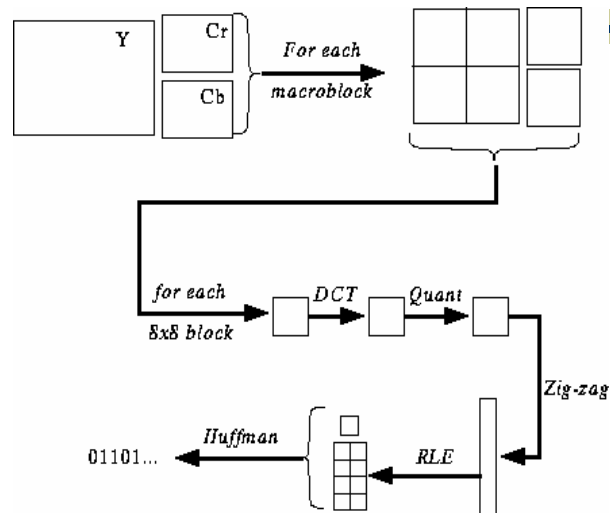 Y
Cr
Cb
For each
macroblock
for each
8x8 block
DCT
Quant
Zig-zag
RLE
Huffman
01101...